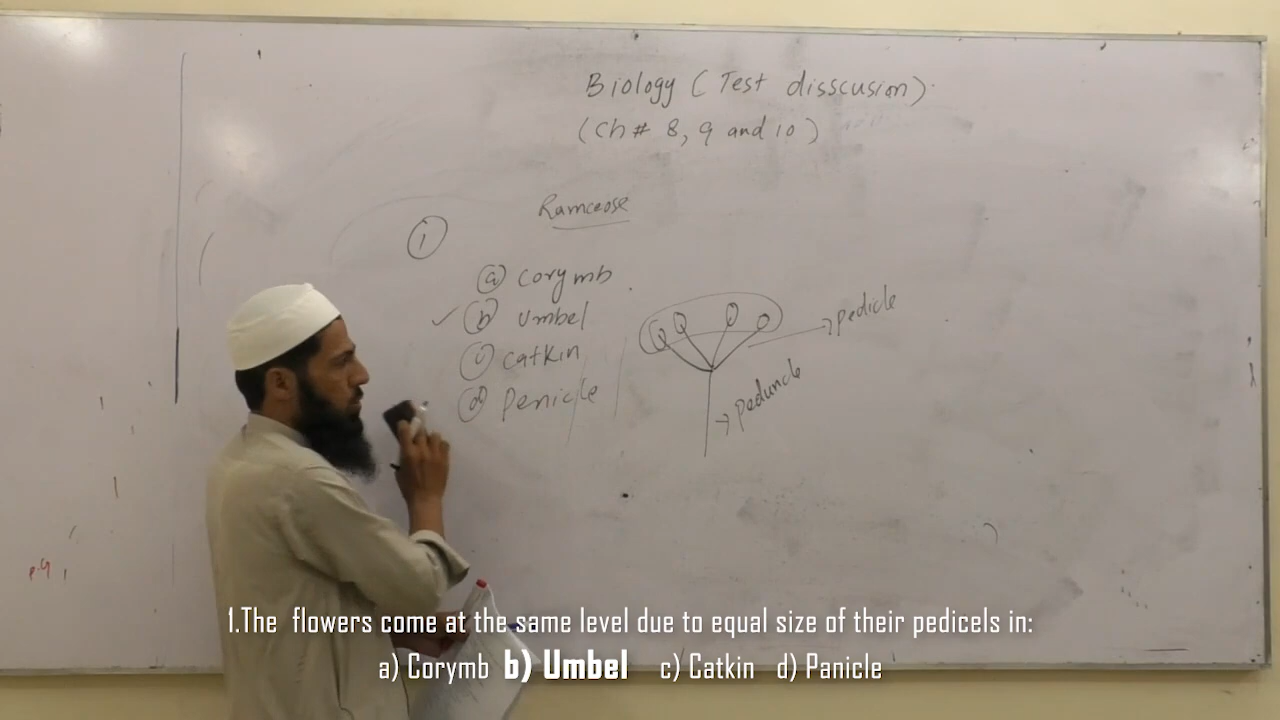 Biology (Test disscusion).
(Ch# 8, 9 and 10)
Ramceose
1
a corymb
b umbel
c catkin
d Penicle
→ pedicle
→ peduncle
1.The flowers come at the same level due to equal size of their pedicels in:
a) Corymb b) Umbel c) Catkin d) Panicle